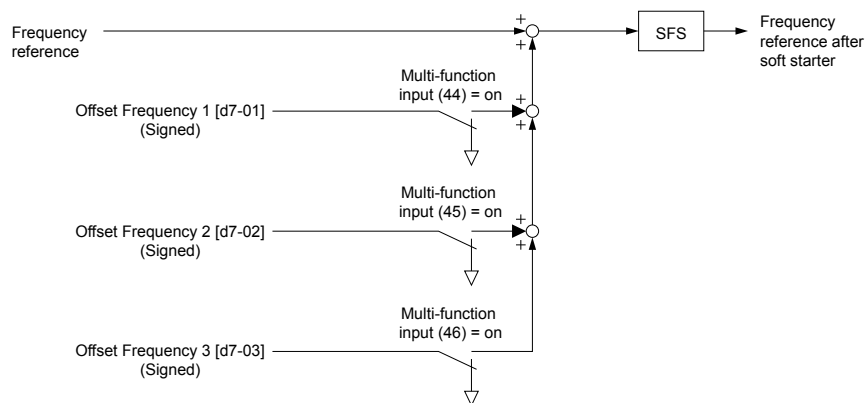 Frequency
reference
+
+
SFS
Frequency
reference after
soft starter
Multi-function
input (44) = on
Offset Frequency 1 [d7-01]
(Signed)
+
+
Multi-function
input (45) = on
Offset Frequency 2 [d7-02]
(Signed)
+
+
Multi-function
input (46) = on
Offset Frequency 3 [d7-03]
(Signed)